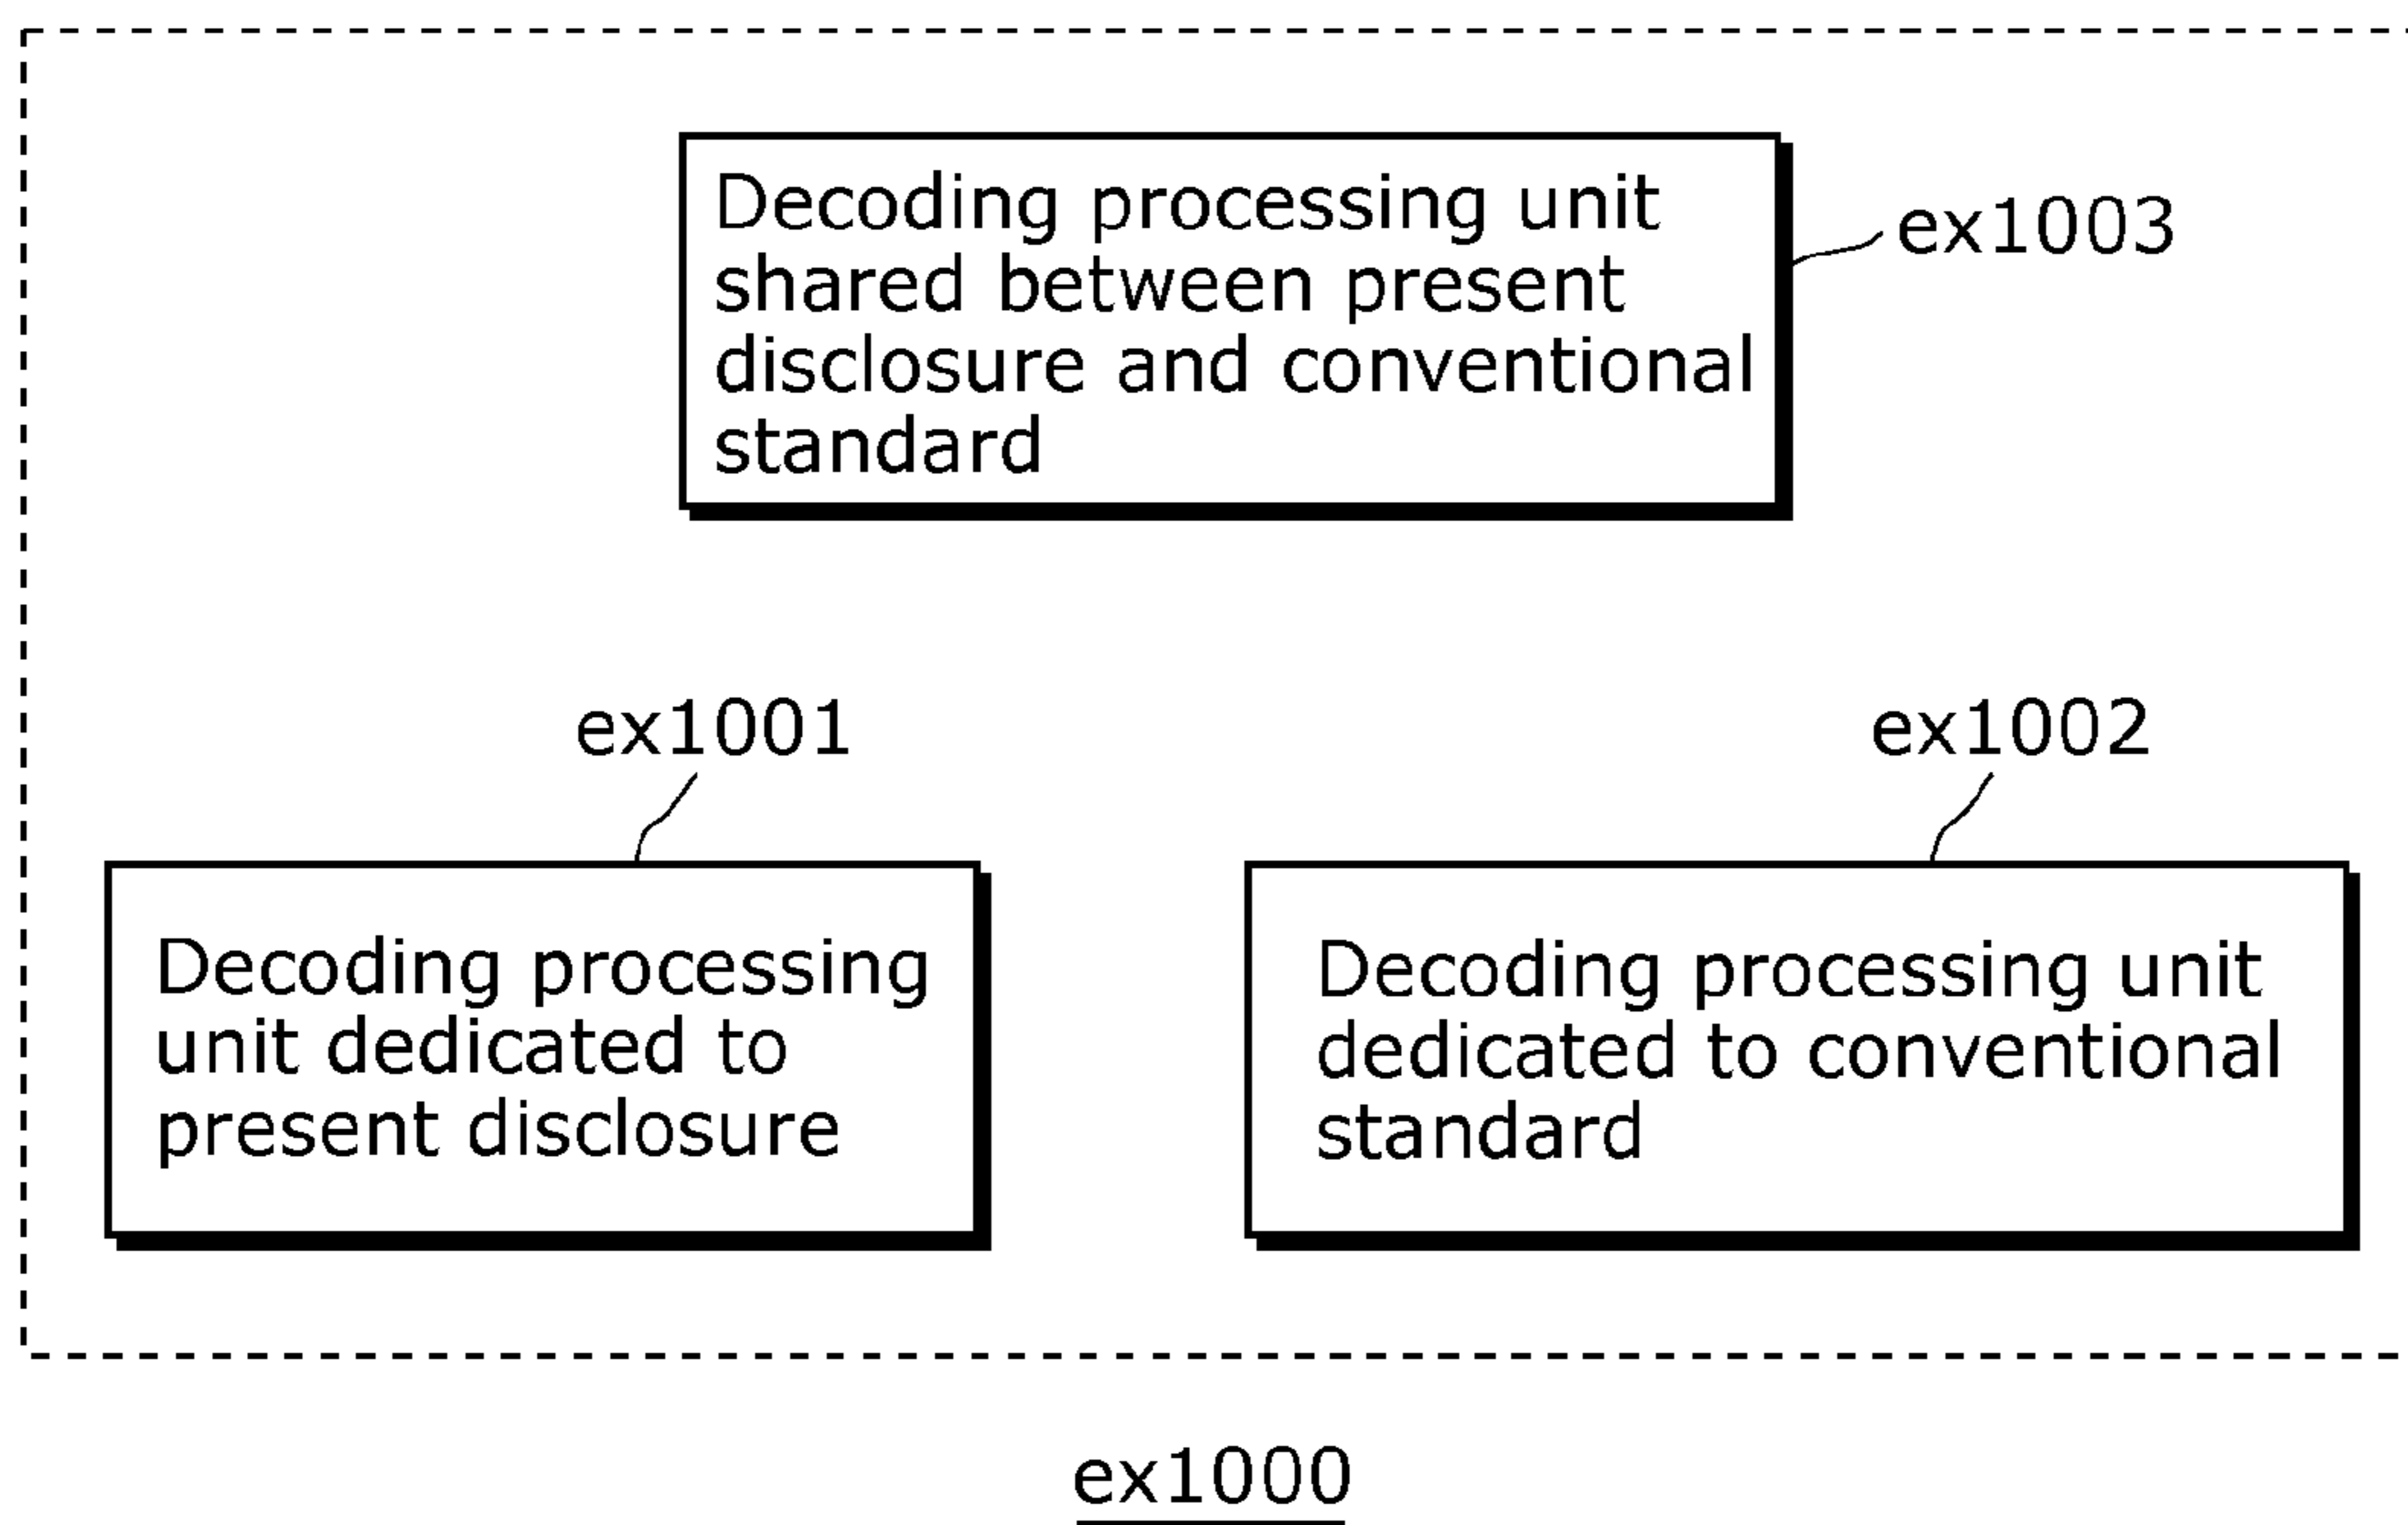 Decoding processing unit
shared between present
disclosure and conventional
standard
ex1003
ex1001
ex1002
Decoding processing
unit dedicated to
present disclosure
Decoding processing unit
dedicated to conventional
standard
ex1000